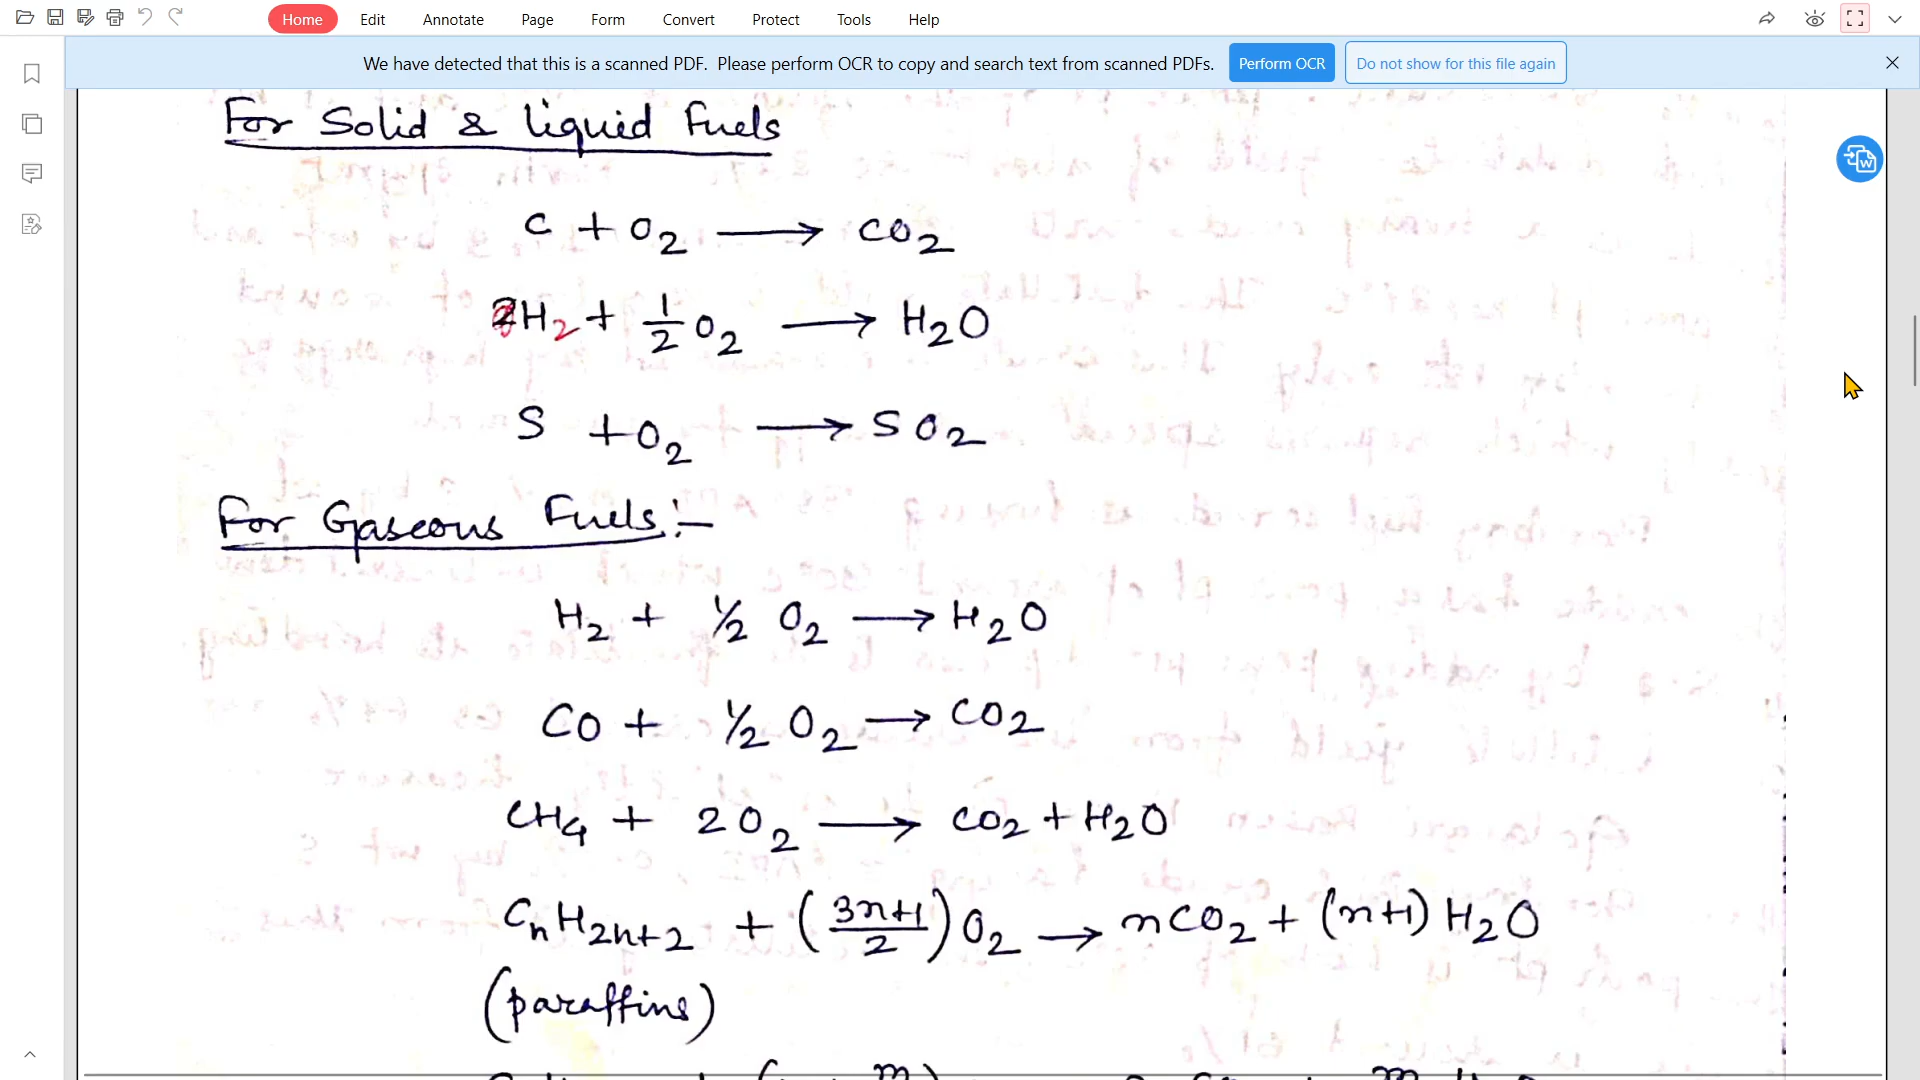 Home Edit Annotate Page Form Convert Protect Tools Help
We have detected that this is a scanned PDF. Please perform OCR to copy and search text from scanned PDFs. Perform OCR Do not show for this file again
For Solid & liquid Fuels
C + O₂ → CO₂
H₂ + 1/2 O₂ → H₂O
S + O₂ → SO₂
For Gaseous Fuels:-
H₂ + 1/2 O₂ → H₂O
CO + 1/2 O₂ → CO₂
CH₄ + 2O₂ → CO₂ + H₂O
CₙH₂ₙ₊₂ + (3n+1/2) O₂ → nCO₂ + (n+1) H₂O
(paraffins)